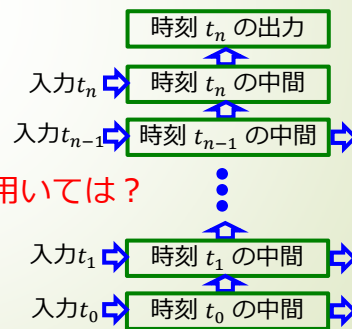 時刻 tₙ の出力
入力tₙ 時刻 tₙ の中間
入力tₙ₋₁ 時刻 tₙ₋₁ の中間
用いては？
入力t₁ 時刻 t₁ の中間
入力t₀ 時刻 t₀ の中間